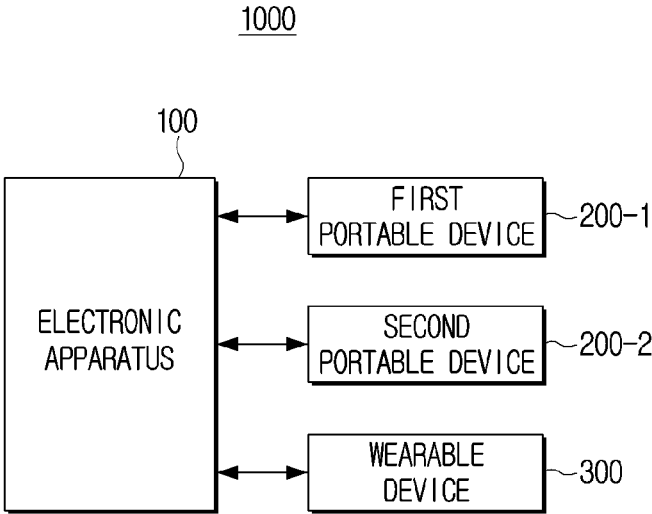 1000
100
ELECTRONIC
APPARATUS
FIRST
PORTABLE DEVICE
200-1
SECOND
PORTABLE DEVICE
200-2
WEARABLE
DEVICE
300